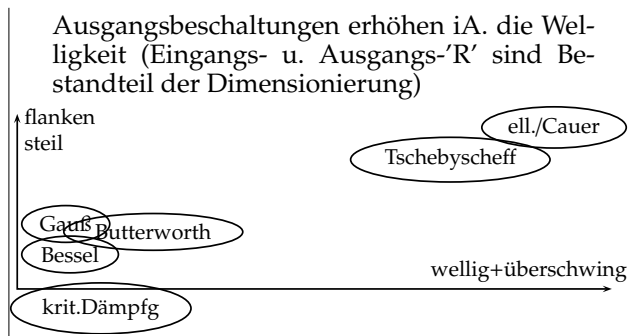 Ausgangsbeschaltungen erhöhen iA. die Wel-
ligkeit (Eingangs- u. Ausgangs-'R' sind Be-
standteil der Dimensionierung)
flanken
steil
ell./Cauer
Tschebyscheff
Gauß
Butterworth
Bessel
wellig+überschwing
krit.Dämpfg